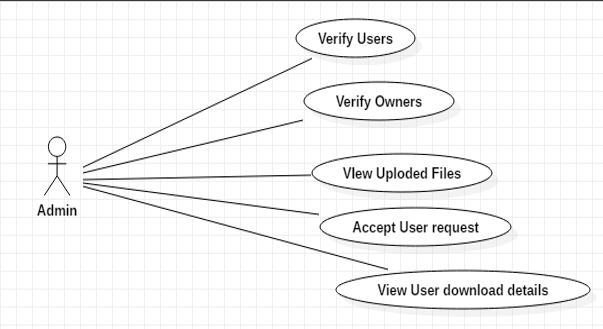 Verify Users
Verify Owners
VIew Uploded Files
Admin
Accept User request
View User download details